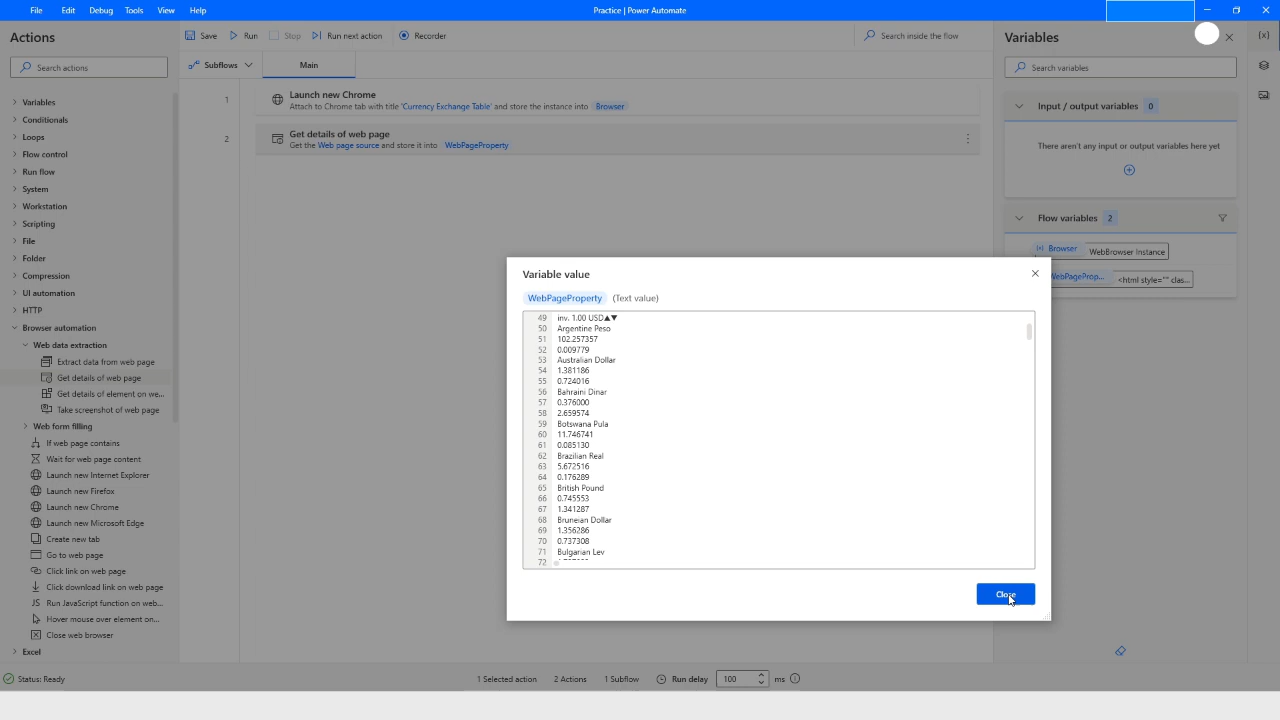 File Edit Debug Tools View Help
Practice | Power Automate
Actions
Search actions
Variables
Conditionals
Loops
Flow control
Run flow
System
Workstation
Scripting
File
Folder
Compression
UI automation
HTTP
Browser automation
Web data extraction
Extract data from web page
Get details of web page
Get details of element on we...
Take screenshot of web page
Web form filling
If web page contains
Wait for web page content
Launch new Internet Explorer
Launch new Firefox
Launch new Chrome
Launch new Microsoft Edge
Create new tab
Go to web page
Click link on web page
Click download link on web page
Run JavaScript function on web...
Hover mouse over element on...
Close web browser
Excel
Save Run Stop Run next action Recorder
Search inside the flow
Subflows Main
1
Launch new Chrome
Attach to Chrome tab with title 'Currency Exchange Table' and store the instance into Browser
2
Get details of web page
Get the Web page source and store it into WebPageProperty
Variable value
WebPageProperty (Text value)
49 inv. 1.00 USD▲▼
50 Argentine Peso
51 102.257357
52 0.009779
53 Australian Dollar
54 1.381186
55 0.724016
56 Bahraini Dinar
57 0.376000
58 2.659574
59 Botswana Pula
60 11.746741
61 0.085130
62 Brazilian Real
63 5.672516
64 0.176289
65 British Pound
66 0.745553
67 1.341287
68 Bruneian Dollar
69 1.356286
70 0.737308
71 Bulgarian Lev
72
Close
Variables
{x}
Search variables
Input / output variables 0
There aren't any input or output variables here yet
Flow variables 2
Browser WebBrowser Instance
WebPageProp... <html style="" clas...
Status: Ready
1 Selected action 2 Actions 1 Subflow Run delay 100 ms